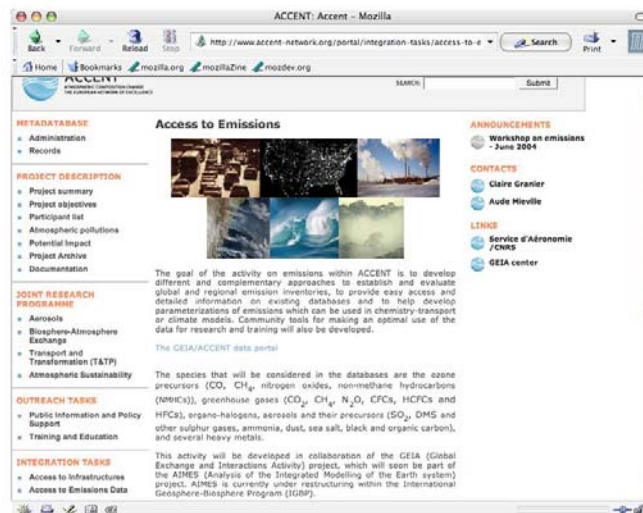 ACCENT: Accent - Mozilla
Back Forward Reload Stop http://www.accent-network.org/portal/integration-tasks/access-to-e Search Print
Home Bookmarks mozilla.org mozillaZine mozdev.org
ACCENT
ATMOSPHERIC COMPOSITION CHANGE
THE EUROPEAN NETWORK OF EXCELLENCE
SEARCH: Submit
METADATABASE
Administration
Records
PROJECT DESCRIPTION
Project summary
Project objectives
Participant list
Atmospheric pollutions
Potential Impact
Project Archive
Documentation
JOINT RESEARCH
PROGRAMME
Aerosols
Biosphere-Atmosphere
Exchange
Transport and
Transformation (T&TP)
Atmospheric Sustainability
OUTREACH TASKS
Public Information and Policy
Support
Training and Education
INTEGRATION TASKS
Access to Infrastructures
Access to Emissions Data
Access to Emissions
The goal of the activity on emissions within ACCENT is to develop
different and complementary approaches to establish and evaluate
global and regional emission inventories, to provide easy access and
detailed information on existing databases and to help develop
parameterizations of emissions which can be used in chemistry-transport
or climate models. Community tools for making an optimal use of the
data for research and training will also be developed.
The GEIA/ACCENT data portal
The species that will be considered in the databases are the ozone
precursors (CO, CH₄, nitrogen oxides, non-methane hydrocarbons
(NMHCs)), greenhouse gases (CO₂, CH₄, N₂O, CFCs, HCFCs and
HFCs), organo-halogens, aerosols and their precursors (SO₂, DMS and
other sulphur gases, ammonia, dust, sea salt, black and organic carbon),
and several heavy metals.
This activity will be developed in collaboration of the GEIA (Global
Exchange and Interactions Activity) project, which will soon be part of
the AIMES (Analysis of the Integrated Modelling of the Earth system)
project. AIMES is currently under restructuring within the International
Geosphere-Biosphere Program (IGBP).
ANNOUNCEMENTS
Workshop on emissions
- June 2004
CONTACTS
Claire Granier
Aude Mieville
LINKS
Service d'Aéronomie
/CNRS
GEIA center